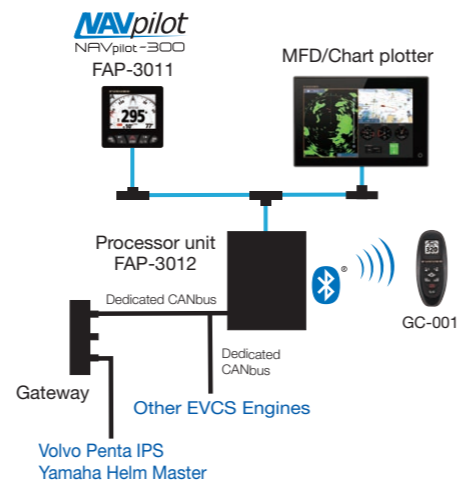 NAVpilot
NAVpilot-300
FAP-3011
MFD/Chart plotter
295°
Processor unit
FAP-3012
®
Dedicated CANbus
GC-001
Dedicated
CANbus
Gateway
Other EVCS Engines
Volvo Penta IPS
Yamaha Helm Master